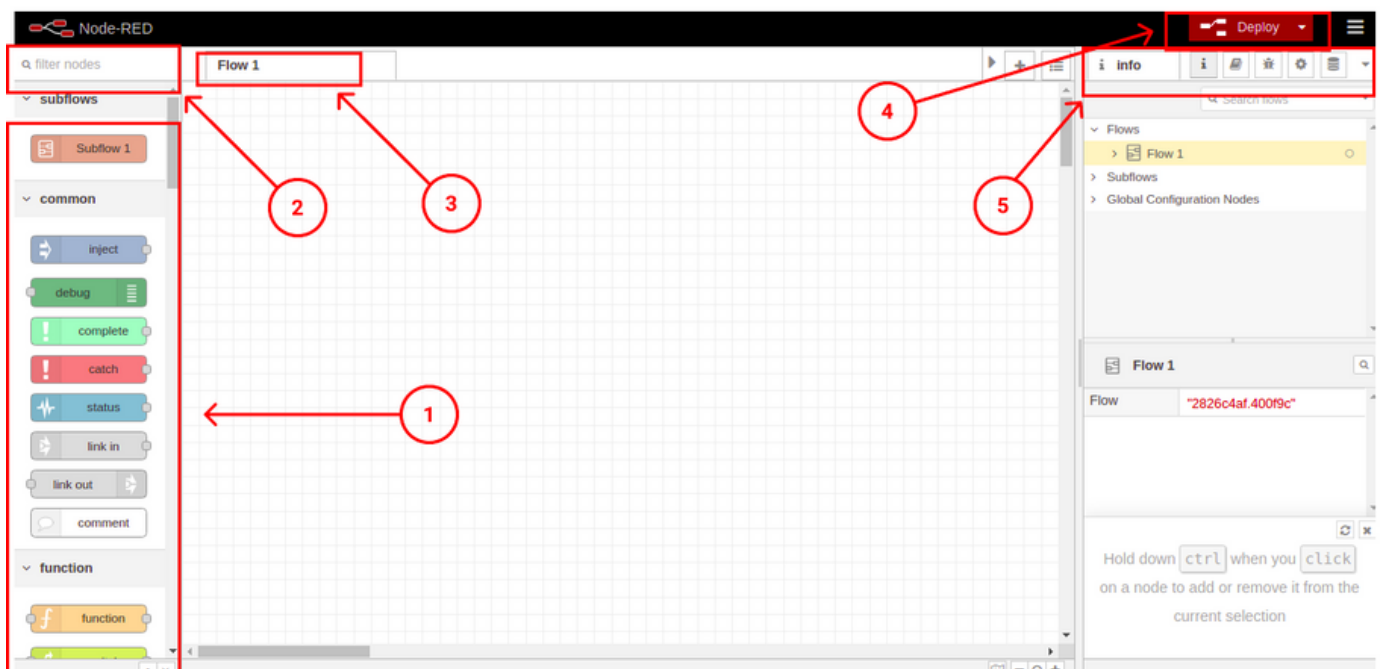 Node-RED
Deploy
filter nodes
Flow 1
i info
Search flows
subflows
Subflow 1
common
inject
debug
complete
catch
status
link in
link out
comment
function
function
1
2
3
4
5
Flows
Flow 1
Subflows
Global Configuration Nodes
Flow 1
Flow "2826c4af.400f9c"
Hold down ctrl when you click
on a node to add or remove it from the
current selection